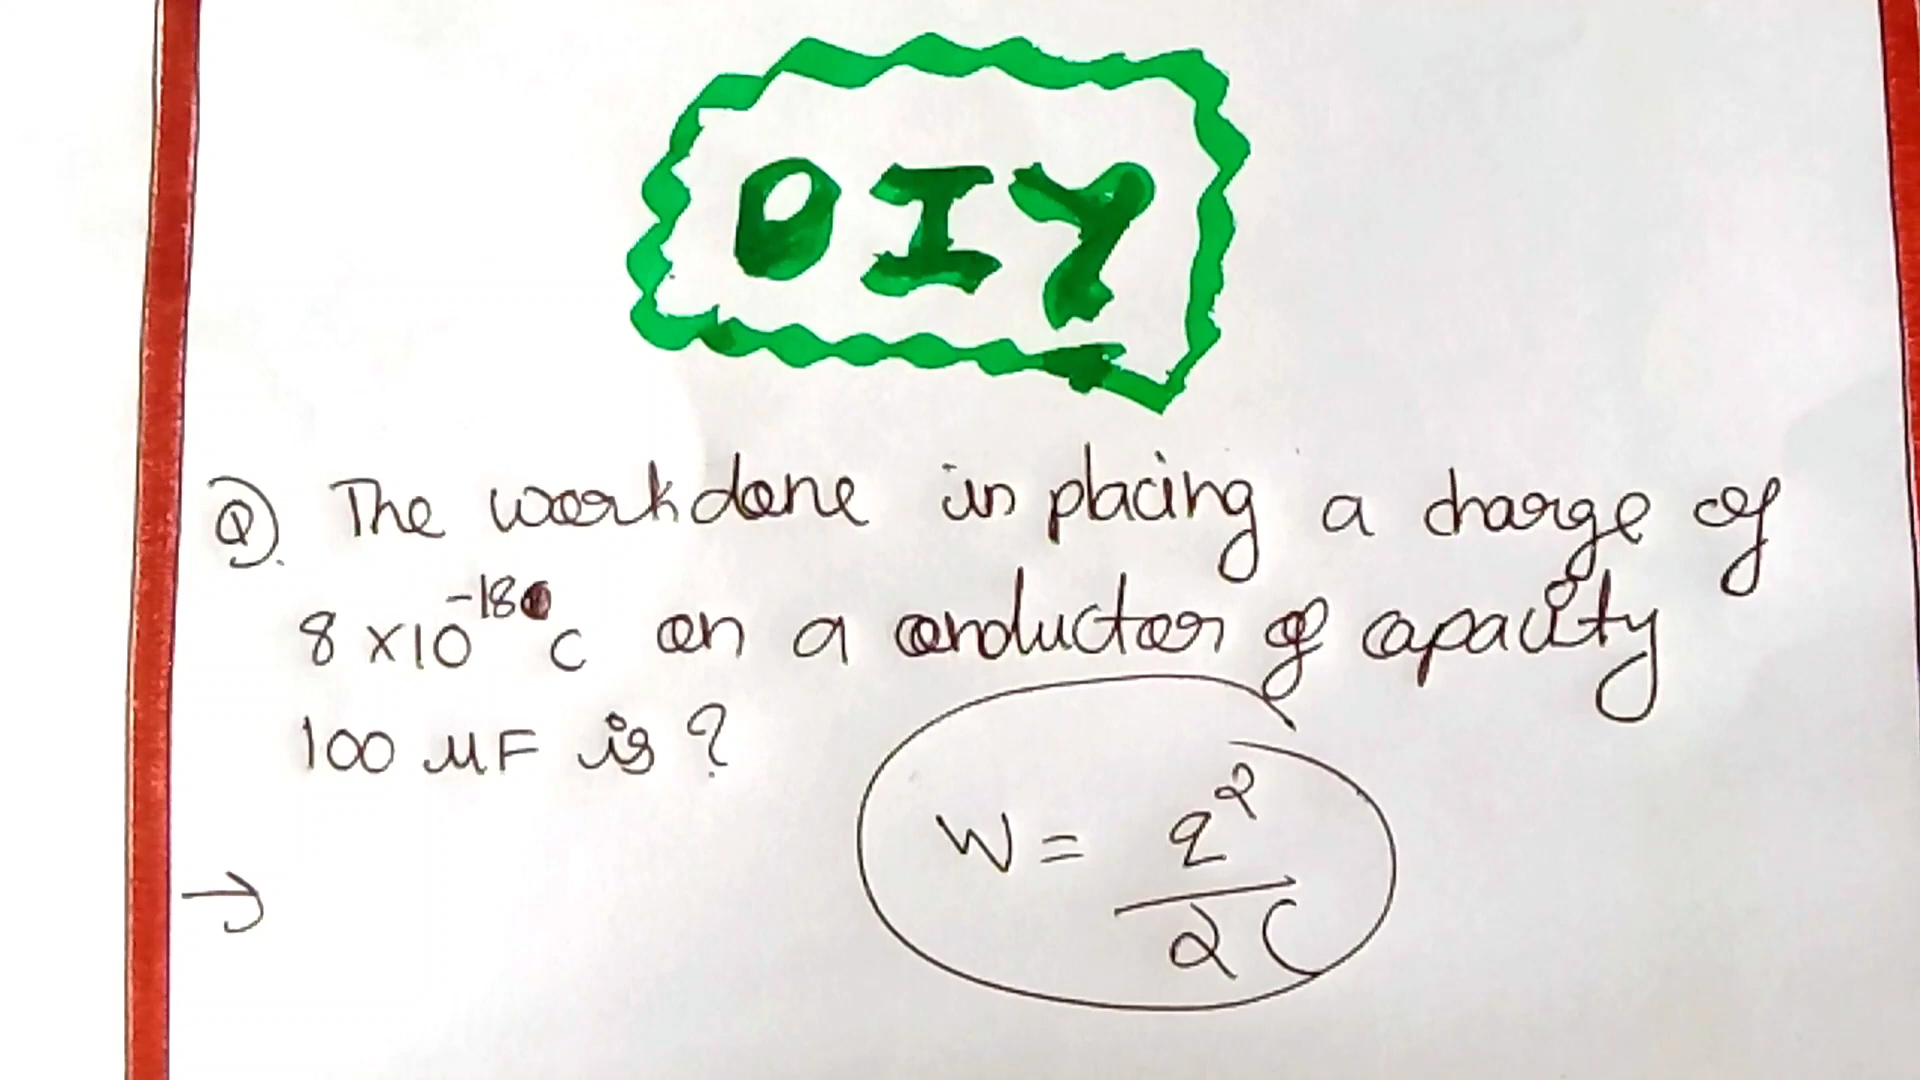 OIY
Q. The work done in placing a charge of
8 x10⁻¹⁸ C on a conductor of capacity
100 μF is?
→
W = q²
2C